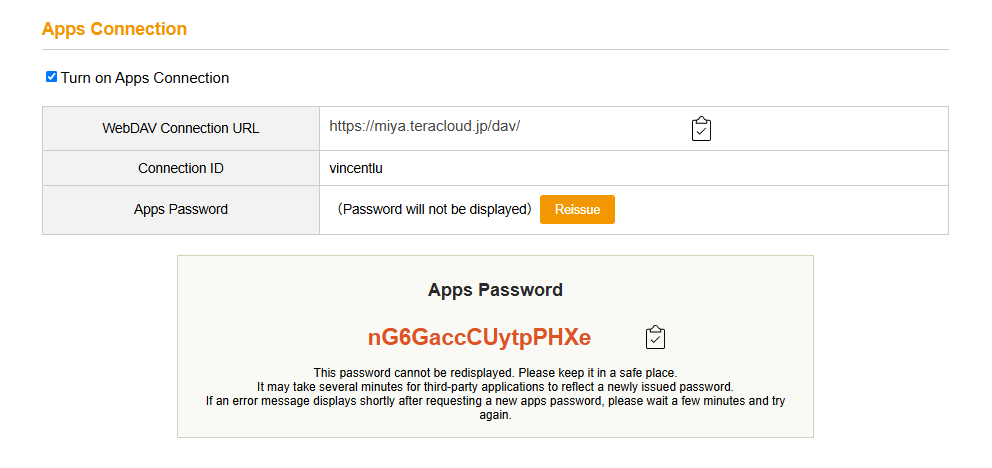 Apps Connection
Turn on Apps Connection
WebDAV Connection URL https://miya.teracloud.jp/dav/
Connection ID vincentlu
Apps Password （Password will not be displayed） Reissue
Apps Password
nG6GaccCUytpPHXe
This password cannot be redisplayed. Please keep it in a safe place.
It may take several minutes for third-party applications to reflect a newly issued password.
If an error message displays shortly after requesting a new apps password, please wait a few minutes and try
again.